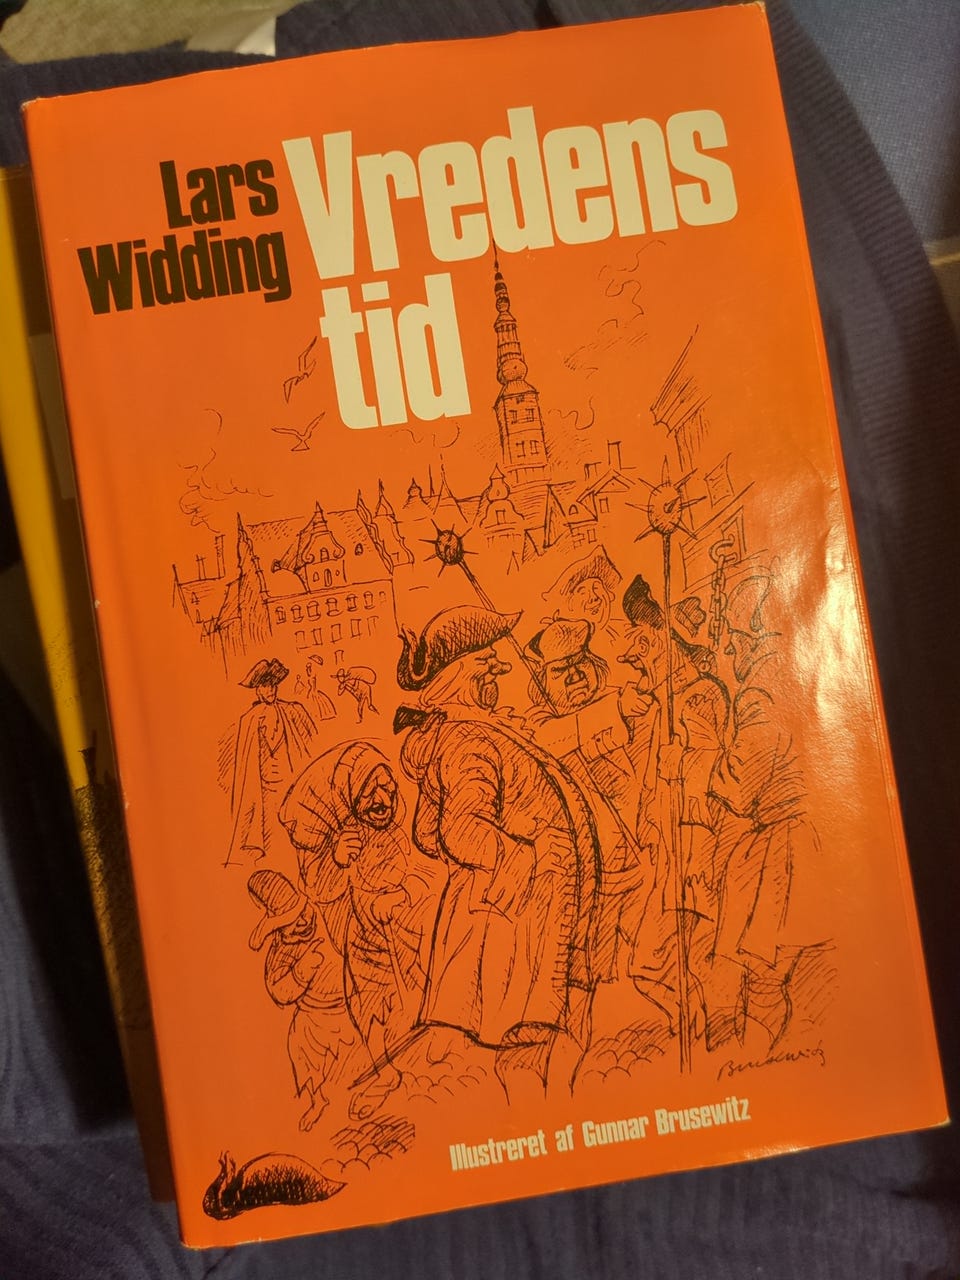 Lars
Widding
Vredens
tid
Brusewitz
Illustreret af Gunnar Brusewitz